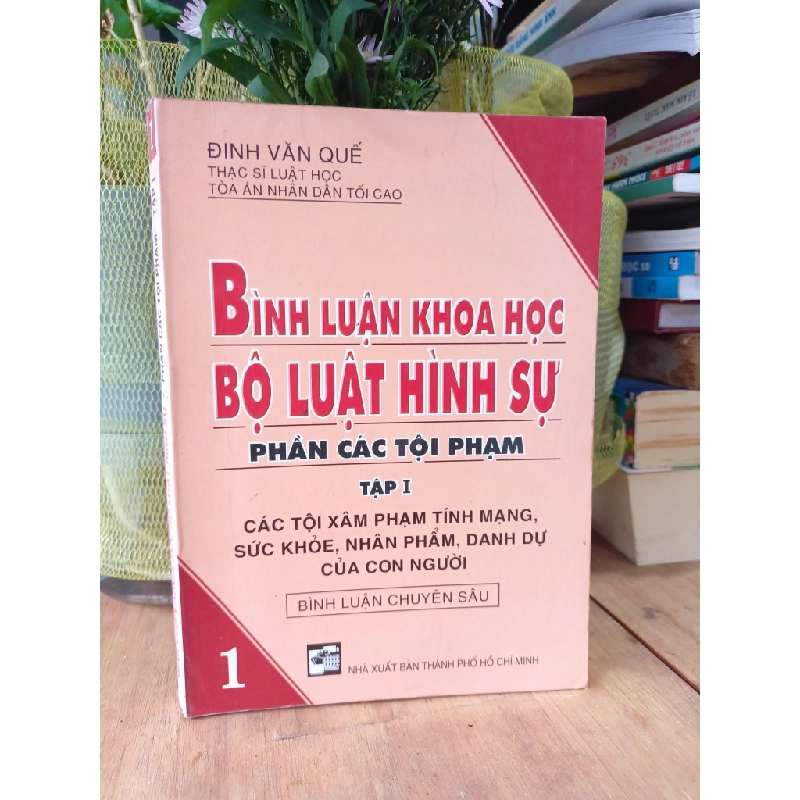 ĐINH VĂN QUẾ
THẠC SĨ LUẬT HỌC
TÒA ÁN NHÂN DÂN TỐI CAO
BÌNH LUẬN KHOA HỌC
BỘ LUẬT HÌNH SỰ
PHẦN CÁC TỘI PHẠM
TẬP I
CÁC TỘI XÂM PHẠM TÍNH MẠNG,
SỨC KHỎE, NHÂN PHẨM, DANH DỰ
CỦA CON NGƯỜI
BÌNH LUẬN CHUYÊN SÂU
1
NHÀ XUẤT BẢN THÀNH PHỐ HỒ CHÍ MINH